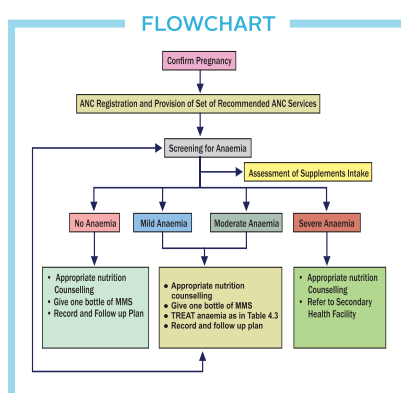 FLOWCHART
Confirm Pregnancy
ANC Registration and Provision of Set of Recommended ANC Services
Screening for Anaemia
Assessment of Supplements Intake
No Anaemia
Mild Anaemia
Moderate Anaemia
Severe Anaemia
• Appropriate nutrition
Counselling
• Give one bottle of MMS
• Record and Follow up Plan
• Appropriate nutrition
counselling
• Give one bottle of MMS
• TREAT anaemia as in Table 4.3
• Record and follow up plan
• Appropriate nutrition
Counselling
• Refer to Secondary
Health Facility